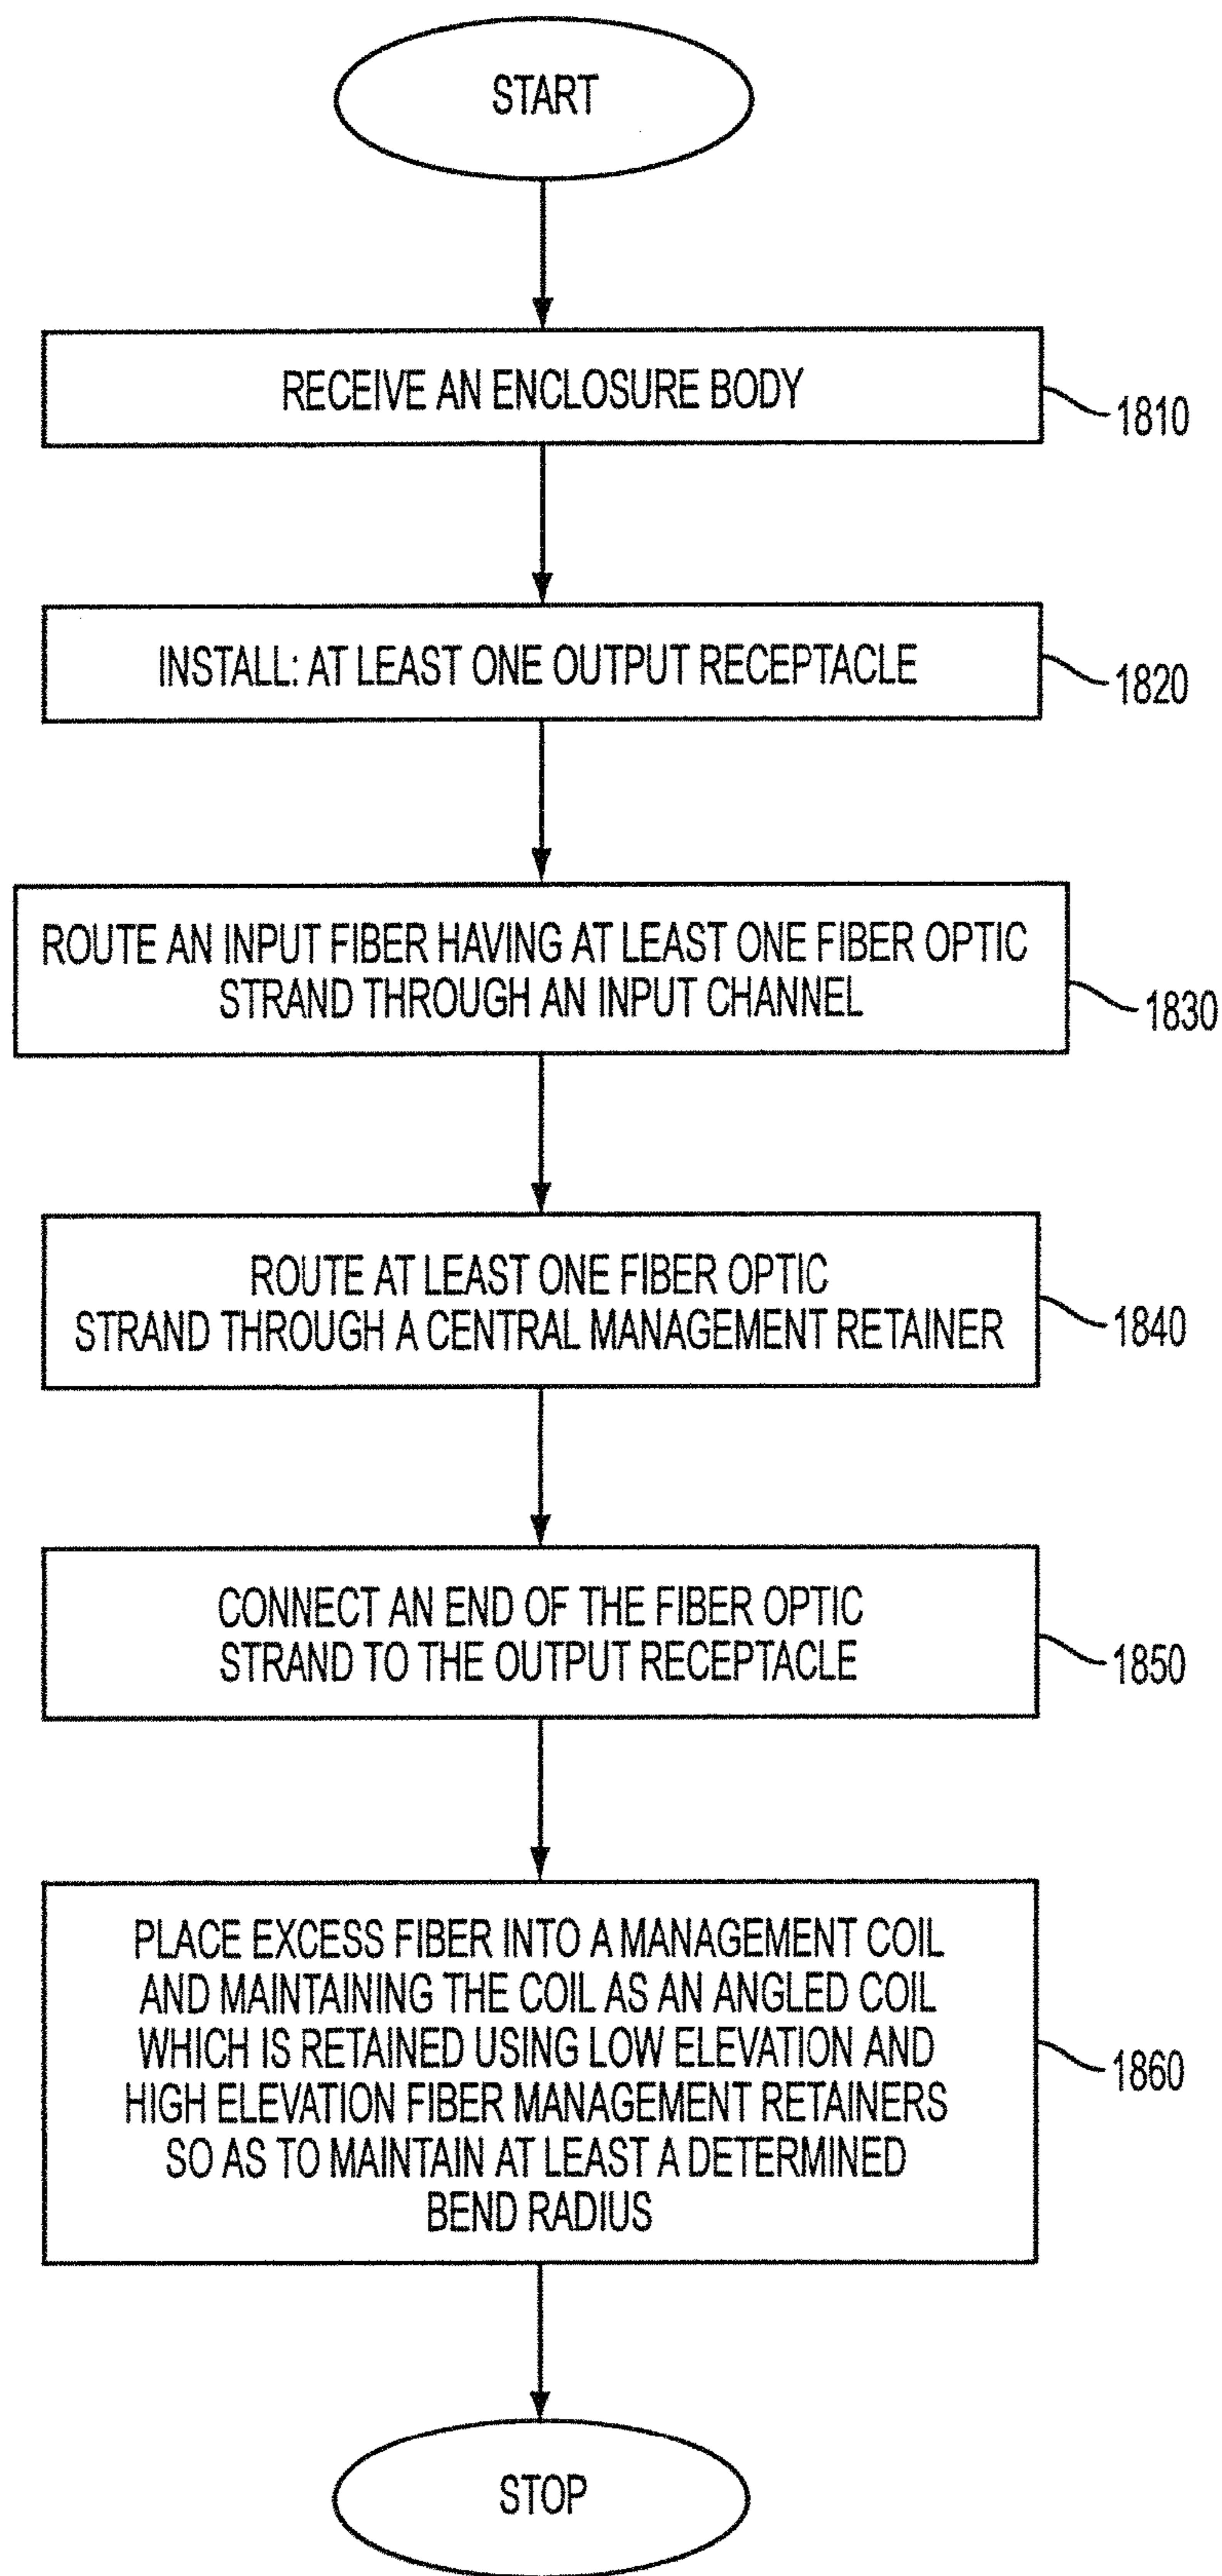 START
RECEIVE AN ENCLOSURE BODY
1810
INSTALL: AT LEAST ONE OUTPUT RECEPTACLE
1820
ROUTE AN INPUT FIBER HAVING AT LEAST ONE FIBER OPTIC
STRAND THROUGH AN INPUT CHANNEL
1830
ROUTE AT LEAST ONE FIBER OPTIC
STRAND THROUGH A CENTRAL MANAGEMENT RETAINER
1840
CONNECT AN END OF THE FIBER OPTIC
STRAND TO THE OUTPUT RECEPTACLE
1850
PLACE EXCESS FIBER INTO A MANAGEMENT COIL
AND MAINTAINING THE COIL AS AN ANGLED COIL
WHICH IS RETAINED USING LOW ELEVATION AND
HIGH ELEVATION FIBER MANAGEMENT RETAINERS
SO AS TO MAINTAIN AT LEAST A DETERMINED
BEND RADIUS
1860
STOP